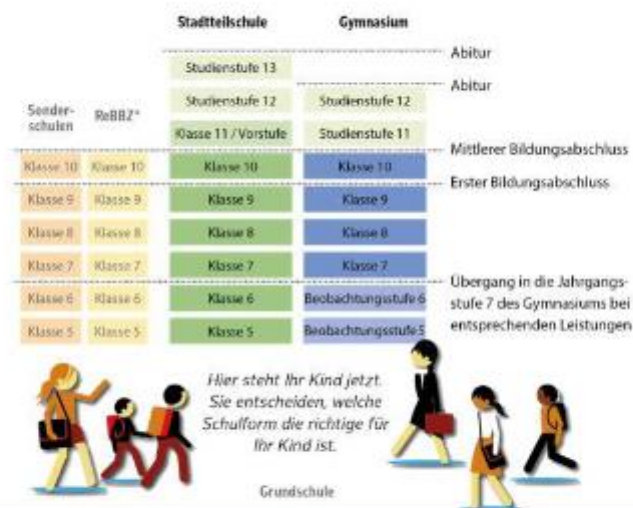 Stadtteilschule
Gymnasium
Abitur
Studienstufe 13
Abitur
Sonder-
schulen
ReBBZ*
Studienstufe 12
Studienstufe 12
Klasse 11 / Vorstufe
Studienstufe 11
Mittlerer Bildungsabschluss
Klasse 10
Klasse 10
Klasse 10
Klasse 10
Erster Bildungsabschluss
Klasse 9
Klasse 9
Klasse 9
Klasse 9
Klasse 8
Klasse 8
Klasse 8
Klasse 8
Klasse 7
Klasse 7
Klasse 7
Klasse 7
Übergang in die Jahrgangs-
stufe 7 des Gymnasiums bei
entsprechenden Leistungen
Klasse 6
Klasse 6
Klasse 6
Beobachtungsstufe 6
Klasse 5
Klasse 5
Klasse 5
Beobachtungsstufe 5
Hier steht Ihr Kind jetzt.
Sie entscheiden, welche
Schulform die richtige für
Ihr Kind ist.
Grundschule